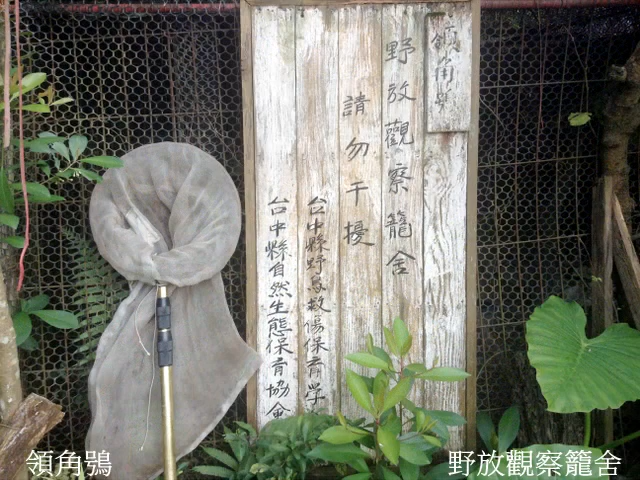 領角鴞
野放觀察籠舍
請勿干擾
台中縣野鳥救傷保育學
台中縣自然生態保育協會
領角鴞
野放觀察籠舍